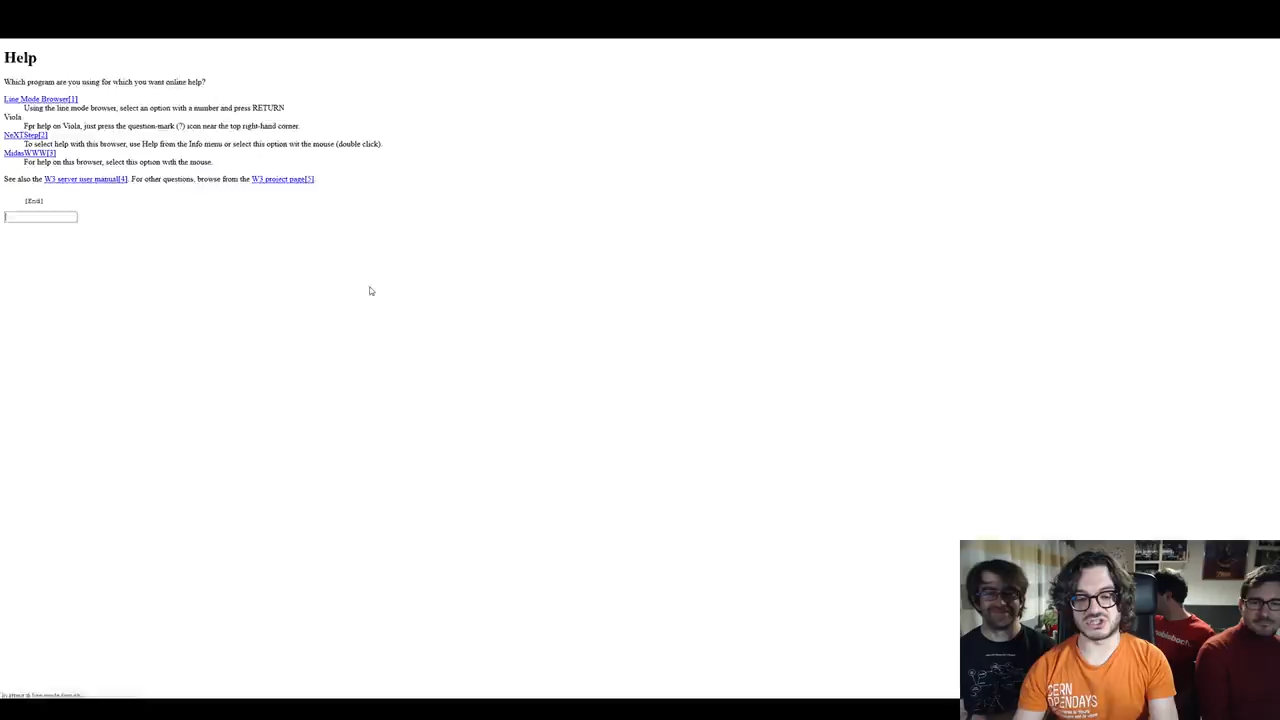 Help
Which program are you using for which you want online help?
Line Mode Browser[1]
Using the line mode browser, select an option with a number and press RETURN
Viola
Fpr help on Viola, just press the question-mark (?) icon near the top right-hand corner.
NeXTStep[2]
To select help with this browser, use Help from the Info menu or select this option wit the mouse (double click).
MidasWWW[3]
For help on this browser, select this option with the mouse.
See also the W3 server user manual[4]. For other questions, browse from the W3 project page[5].
[End]
CERN
OPENDAYS